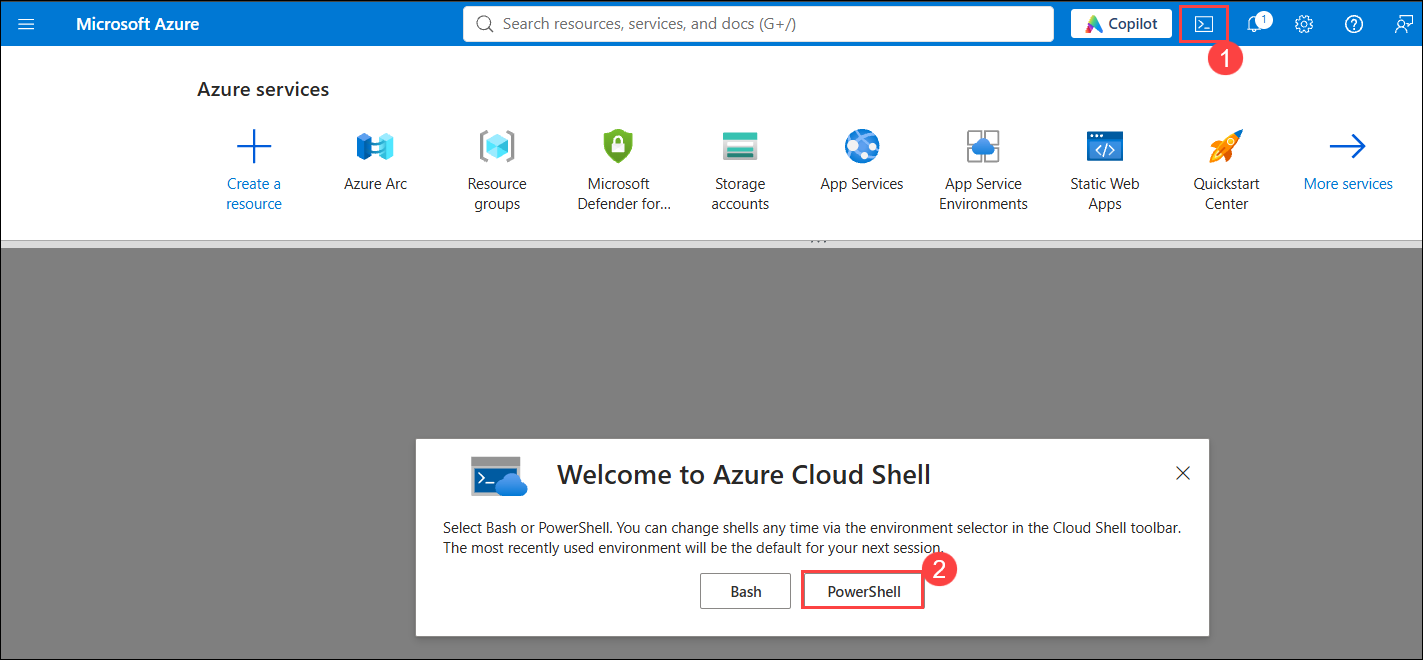 Microsoft Azure
Search resources, services, and docs (G+/)
Copilot
1
1
Azure services
Create a
resource
Azure Arc
Resource
groups
Microsoft
Defender for...
Storage
accounts
App Services
App Service
Environments
Static Web
Apps
Quickstart
Center
More services
Welcome to Azure Cloud Shell
Select Bash or PowerShell. You can change shells any time via the environment selector in the Cloud Shell toolbar.
The most recently used environment will be the default for your next session.
2
Bash
PowerShell